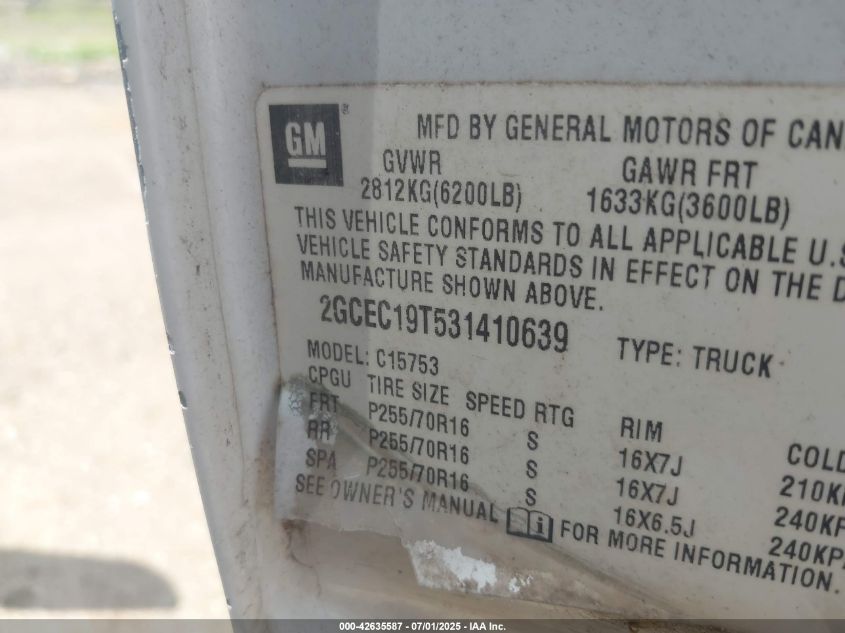 GM
MFD BY GENERAL MOTORS OF CAN
GVWR GAWR FRT
2812KG(6200LB) 1633KG(3600LB)
THIS VEHICLE CONFORMS TO ALL APPLICABLE U.S
VEHICLE SAFETY STANDARDS IN EFFECT ON THE D
MANUFACTURE SHOWN ABOVE.
2GCEC19T531410639 TYPE: TRUCK
MODEL: C15753
CPGU TIRE SIZE SPEED RTG RIM COLD
FRT P255/70R16 S 16X7J 210K
RR P255/70R16 S 16X7J 240KP
SPA P255/70R16 S 16X6.5J 240KPA
SEE OWNER'S MANUAL i FOR MORE INFORMATION.
000-42635587 - 07/01/2025 - IAA Inc.